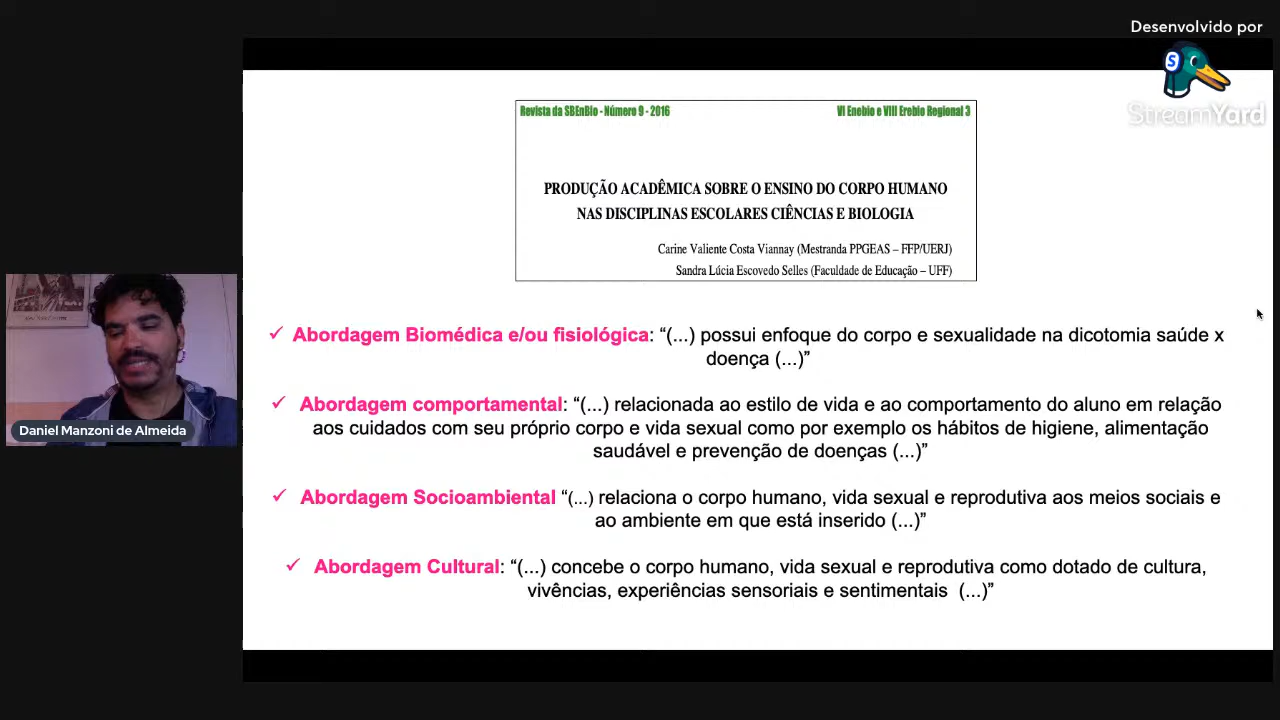 Desenvolvido por
S
StreamYard
Revista da SBEnBio - Número 9 - 2016
VI Enebio e VIII Erebio Regional 3
PRODUÇÃO ACADÊMICA SOBRE O ENSINO DO CORPO HUMANO
NAS DISCIPLINAS ESCOLARES CIÊNCIAS E BIOLOGIA
Carine Valiente Costa Viannay (Mestranda PPGEAS – FFP/UERJ)
Sandra Lúcia Escovedo Selles (Faculdade de Educação – UFF)
✓ Abordagem Biomédica e/ou fisiológica: “(...) possui enfoque do corpo e sexualidade na dicotomia saúde x
doença (...)”
✓ Abordagem comportamental: “(...) relacionada ao estilo de vida e ao comportamento do aluno em relação
aos cuidados com seu próprio corpo e vida sexual como por exemplo os hábitos de higiene, alimentação
saudável e prevenção de doenças (...)”
✓ Abordagem Socioambiental “(...) relaciona o corpo humano, vida sexual e reprodutiva aos meios sociais e
ao ambiente em que está inserido (...)”
✓ Abordagem Cultural: “(...) concebe o corpo humano, vida sexual e reprodutiva como dotado de cultura,
vivências, experiências sensoriais e sentimentais (...)”
Daniel Manzoni de Almeida